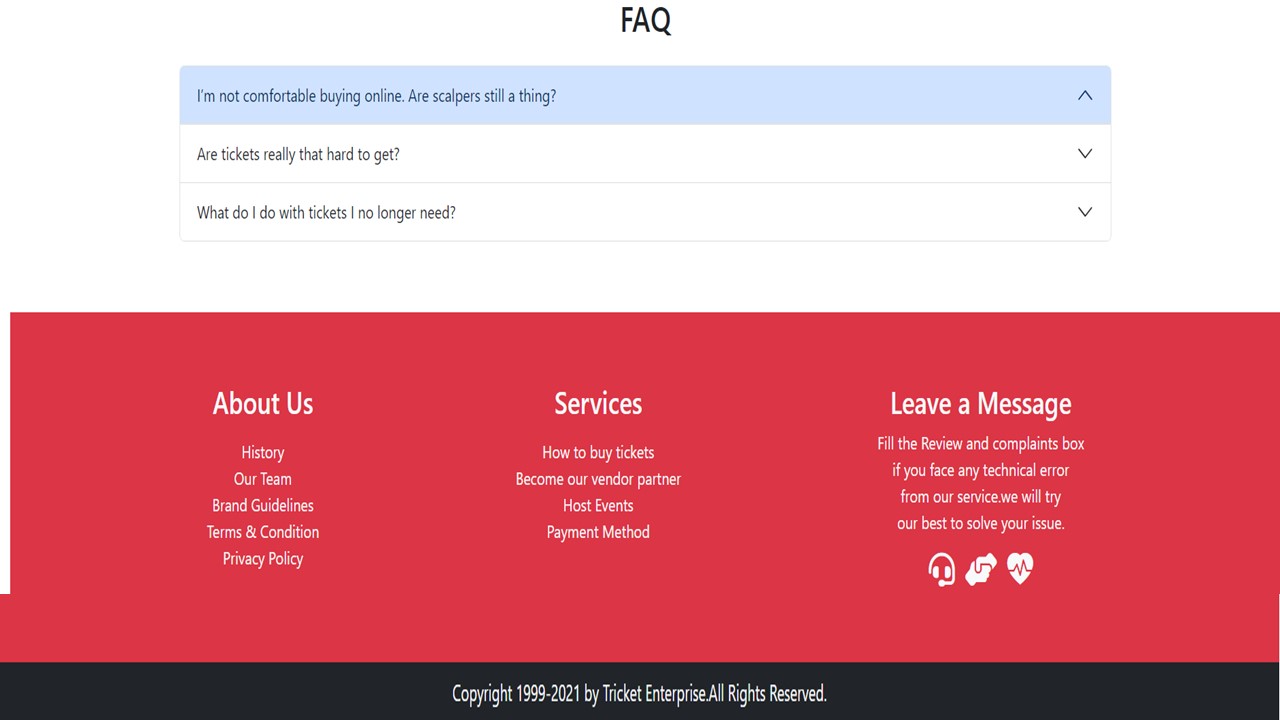 FAQ
I'm not comfortable buying online. Are scalpers still a thing?
Are tickets really that hard to get?
What do I do with tickets I no longer need?
About Us
History
Our Team
Brand Guidelines
Terms & Condition
Privacy Policy
Services
How to buy tickets
Become our vendor partner
Host Events
Payment Method
Leave a Message
Fill the Review and complaints box
if you face any technical error
from our service.we will try
our best to solve your issue.
Copyright 1999-2021 by Tricket Enterprise.All Rights Reserved.